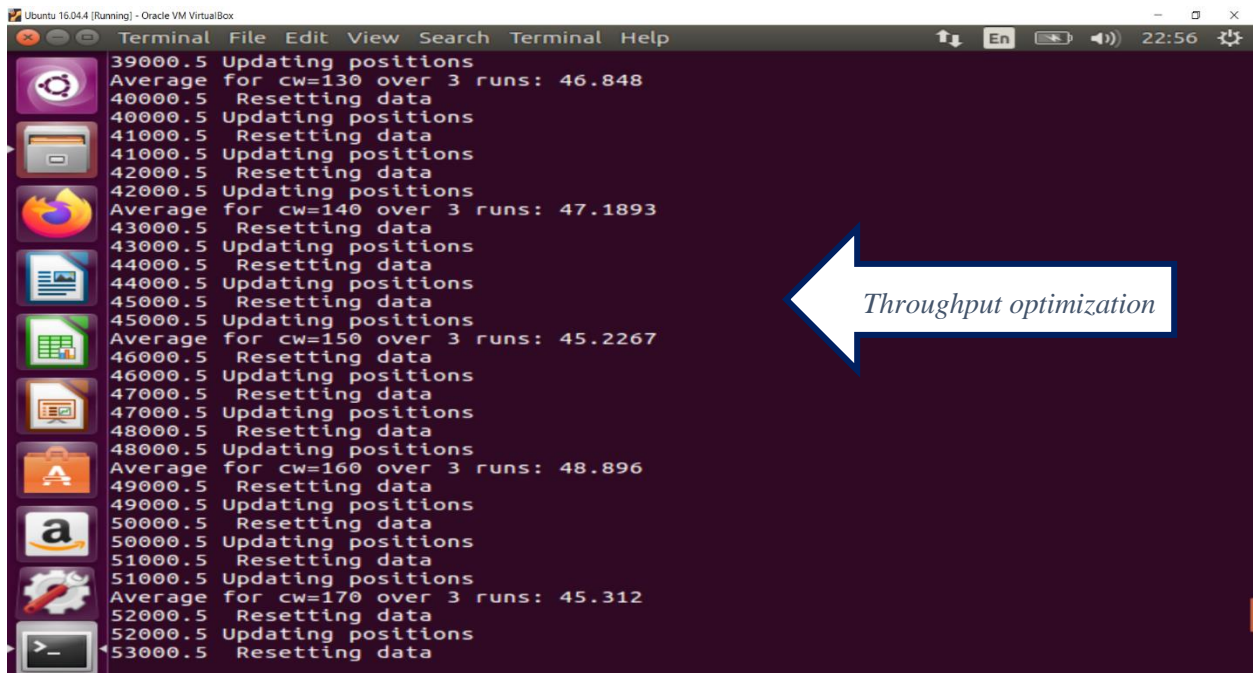 Ubuntu 16.04.4 [Running] - Oracle VM VirtualBox
Terminal File Edit View Search Terminal Help En 22:56
39000.5 Updating positions
Average for cw=130 over 3 runs: 46.848
40000.5  Resetting data
40000.5 Updating positions
41000.5  Resetting data
41000.5 Updating positions
42000.5  Resetting data
42000.5 Updating positions
Average for cw=140 over 3 runs: 47.1893
43000.5  Resetting data
43000.5 Updating positions
44000.5  Resetting data
44000.5 Updating positions
45000.5  Resetting data
45000.5 Updating positions
Average for cw=150 over 3 runs: 45.2267
46000.5  Resetting data
46000.5 Updating positions
47000.5  Resetting data
47000.5 Updating positions
48000.5  Resetting data
48000.5 Updating positions
Average for cw=160 over 3 runs: 48.896
49000.5  Resetting data
49000.5 Updating positions
50000.5  Resetting data
50000.5 Updating positions
51000.5  Resetting data
51000.5 Updating positions
Average for cw=170 over 3 runs: 45.312
52000.5  Resetting data
52000.5 Updating positions
53000.5  Resetting data
Throughput optimization